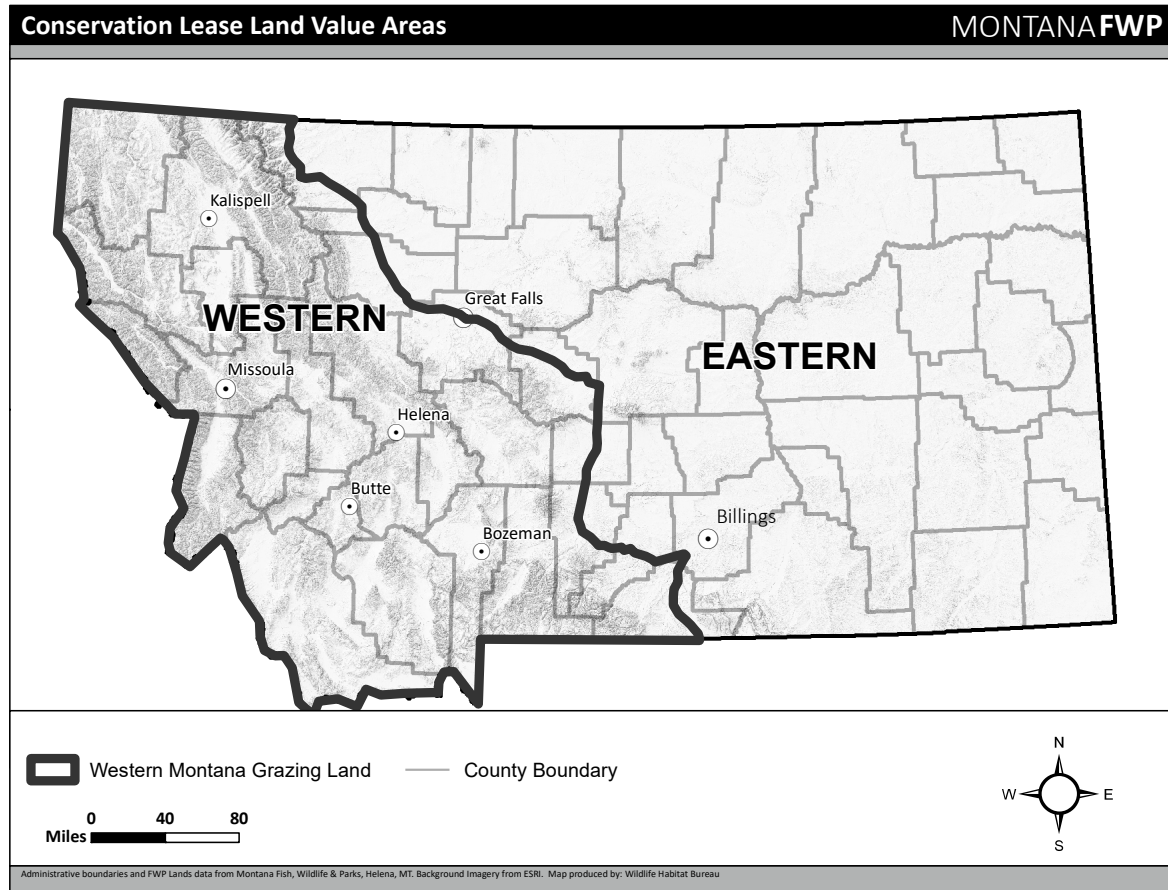 Conservation Lease Land Value Areas
MONTANA FWP
Kalispell
Great Falls
WESTERN
EASTERN
Missoula
Helena
Butte
Billings
Bozeman
Western Montana Grazing Land
County Boundary
N
W
E
S
0 40 80
Miles
Administrative boundaries and FWP Lands data from Montana Fish, Wildlife & Parks, Helena, MT. Background Imagery from ESRI. Map produced by: Wildlife Habitat Bureau